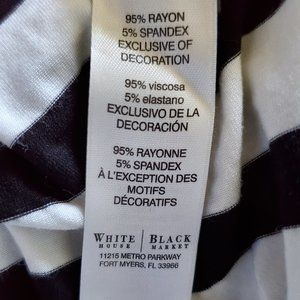 95% RAYON
5% SPANDEX
EXCLUSIVE OF
DECORATION
95% viscosa
5% elastano
EXCLUSIVO DE LA
DECORACIÓN
95% RAYONNE
5% SPANDEX
À L'EXCEPTION DES
MOTIFS
DÉCORATIFS
WHITE | BLACK
HOUSE | MARKET
11215 METRO PARKWAY
FORT MYERS, FL 33966